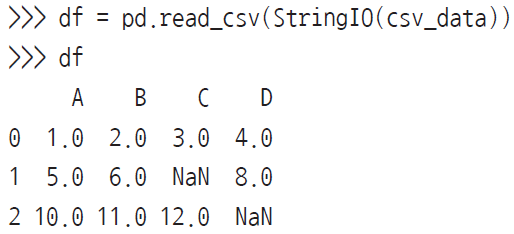 >>> df = pd.read_csv(StringIO(csv_data))
>>> df
A B C D
0 1.0 2.0 3.0 4.0
1 5.0 6.0 NaN 8.0
2 10.0 11.0 12.0 NaN